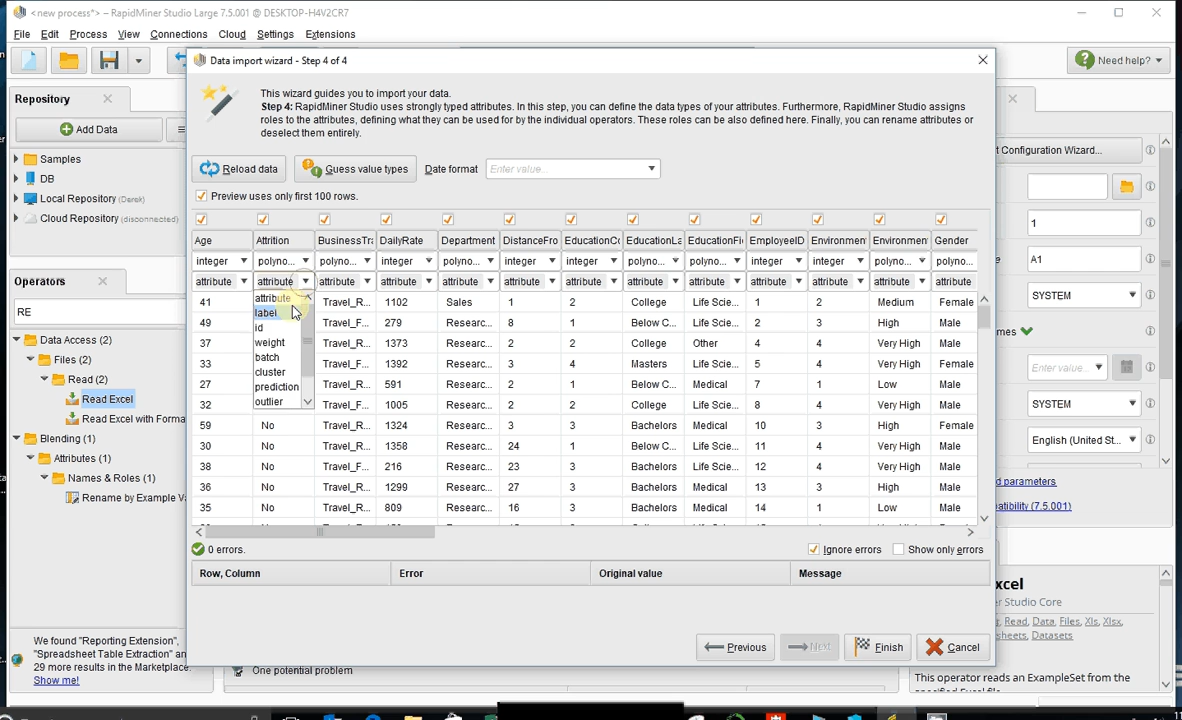 <new process*> – RapidMiner Studio Large 7.5.001 @ DESKTOP-H4V2CR7
File Edit Process View Connections Cloud Settings Extensions
Need help?
Repository
Add Data
Samples
DB
Local Repository (Derek)
Cloud Repository (disconnected)
Operators
RE
Data Access (2)
Files (2)
Read (2)
Read Excel
Read Excel with Forma
Blending (1)
Attributes (1)
Names & Roles (1)
Rename by Example Va
We found "Reporting Extension",
"Spreadsheet Table Extraction" an
29 more results in the Marketplace.
Show me!
Data import wizard - Step 4 of 4
This wizard guides you to import your data.
Step 4: RapidMiner Studio uses strongly typed attributes. In this step, you can define the data types of your attributes. Furthermore, RapidMiner Studio assigns
roles to the attributes, defining what they can be used for by the individual operators. These roles can be also defined here. Finally, you can rename attributes or
deselect them entirely.
Reload data Guess value types Date format Enter value...
Preview uses only first 100 rows.
Age Attrition BusinessTra DailyRate Department DistanceFro EducationCo EducationLa EducationFi EmployeeID Environmen Environmen Gender
integer polyno... polyno... integer polyno... integer integer polyno... polyno... integer integer polyno... polyno...
attribute attribute attribute attribute attribute attribute attribute attribute attribute attribute attribute attribute attribute
41 Travel_R... 1102 Sales 1 2 College Life Scie... 1 2 Medium Female
49 Travel_F... 279 Researc... 8 1 Below C... Life Scie... 2 3 High Male
37 Travel_R... 1373 Researc... 2 2 College Other 4 4 Very High Male
33 Travel_F... 1392 Researc... 3 4 Masters Life Scie... 5 4 Very High Female
27 Travel_R... 591 Researc... 2 1 Below C... Medical 7 1 Low Male
32 Travel_F... 1005 Researc... 2 2 College Life Scie... 8 4 Very High Male
59 No Travel_R... 1324 Researc... 3 3 Bachelors Medical 10 3 High Female
30 No Travel_R... 1358 Researc... 24 1 Below C... Life Scie... 11 4 Very High Male
38 No Travel_F... 216 Researc... 23 3 Bachelors Life Scie... 12 4 Very High Male
36 No Travel_R... 1299 Researc... 27 3 Bachelors Medical 13 3 High Male
35 No Travel_R... 809 Researc... 16 3 Bachelors Medical 14 1 Low Male
attribute
label
id
weight
batch
cluster
prediction
outlier
0 errors.
Ignore errors Show only errors
Row, Column Error Original value Message
Previous Next Finish Cancel
One potential problem
t Configuration Wizard...
1
A1
SYSTEM
mes
Enter value...
SYSTEM
English (United St...
d parameters
atibility (7.5.001)
xcel
r Studio Core
Read, Data, Files, Xls, Xlsx,
sheets, Datasets
This operator reads an ExampleSet from the